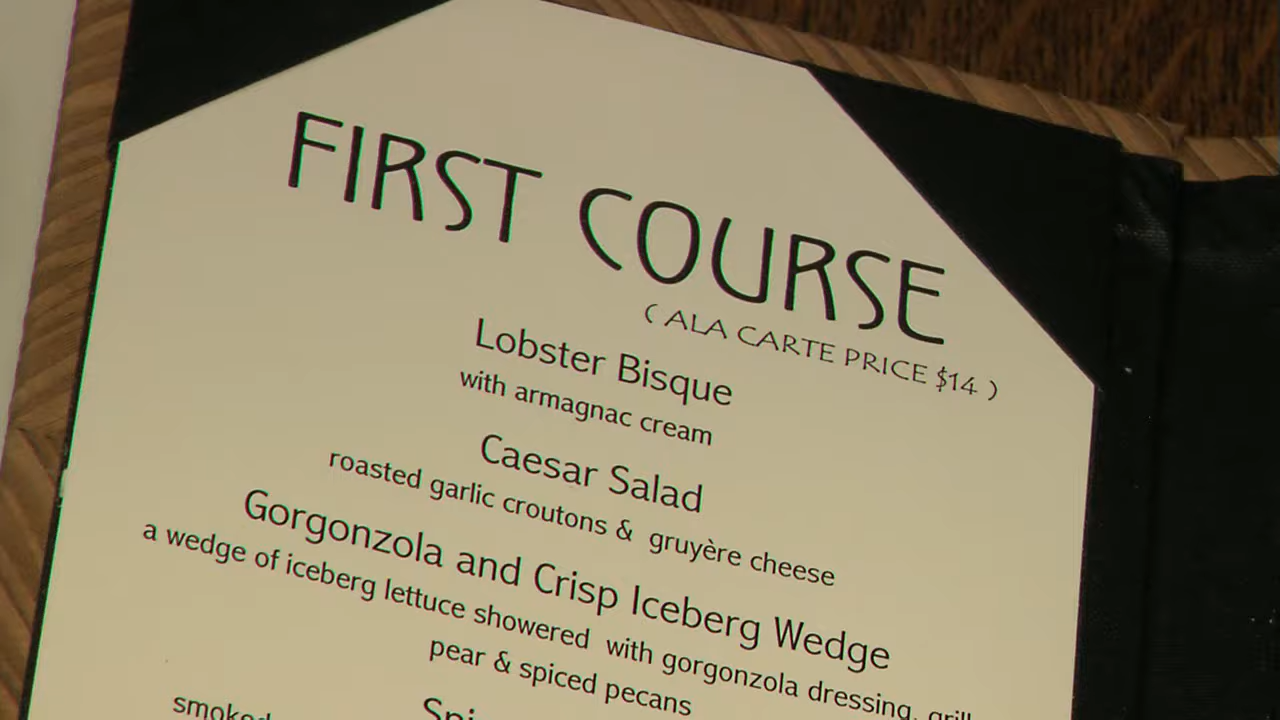 FIRST COURSE
( ALA CARTE PRICE $14 )
Lobster Bisque
with armagnac cream
Caesar Salad
roasted garlic croutons & gruyère cheese
Gorgonzola and Crisp Iceberg Wedge
a wedge of iceberg lettuce showered with gorgonzola dressing,
pear & spiced pecans